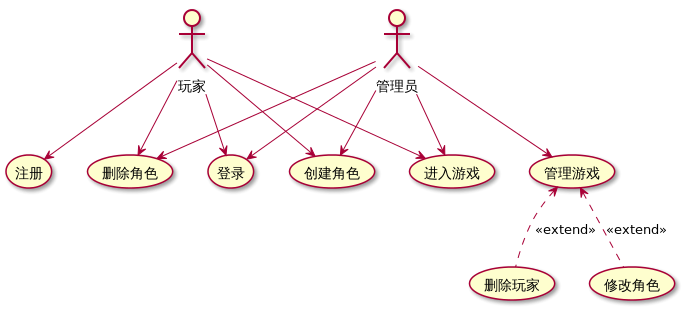 玩家
管理员
注册
删除角色
登录
创建角色
进入游戏
管理游戏
«extend»
«extend»
删除玩家
修改角色